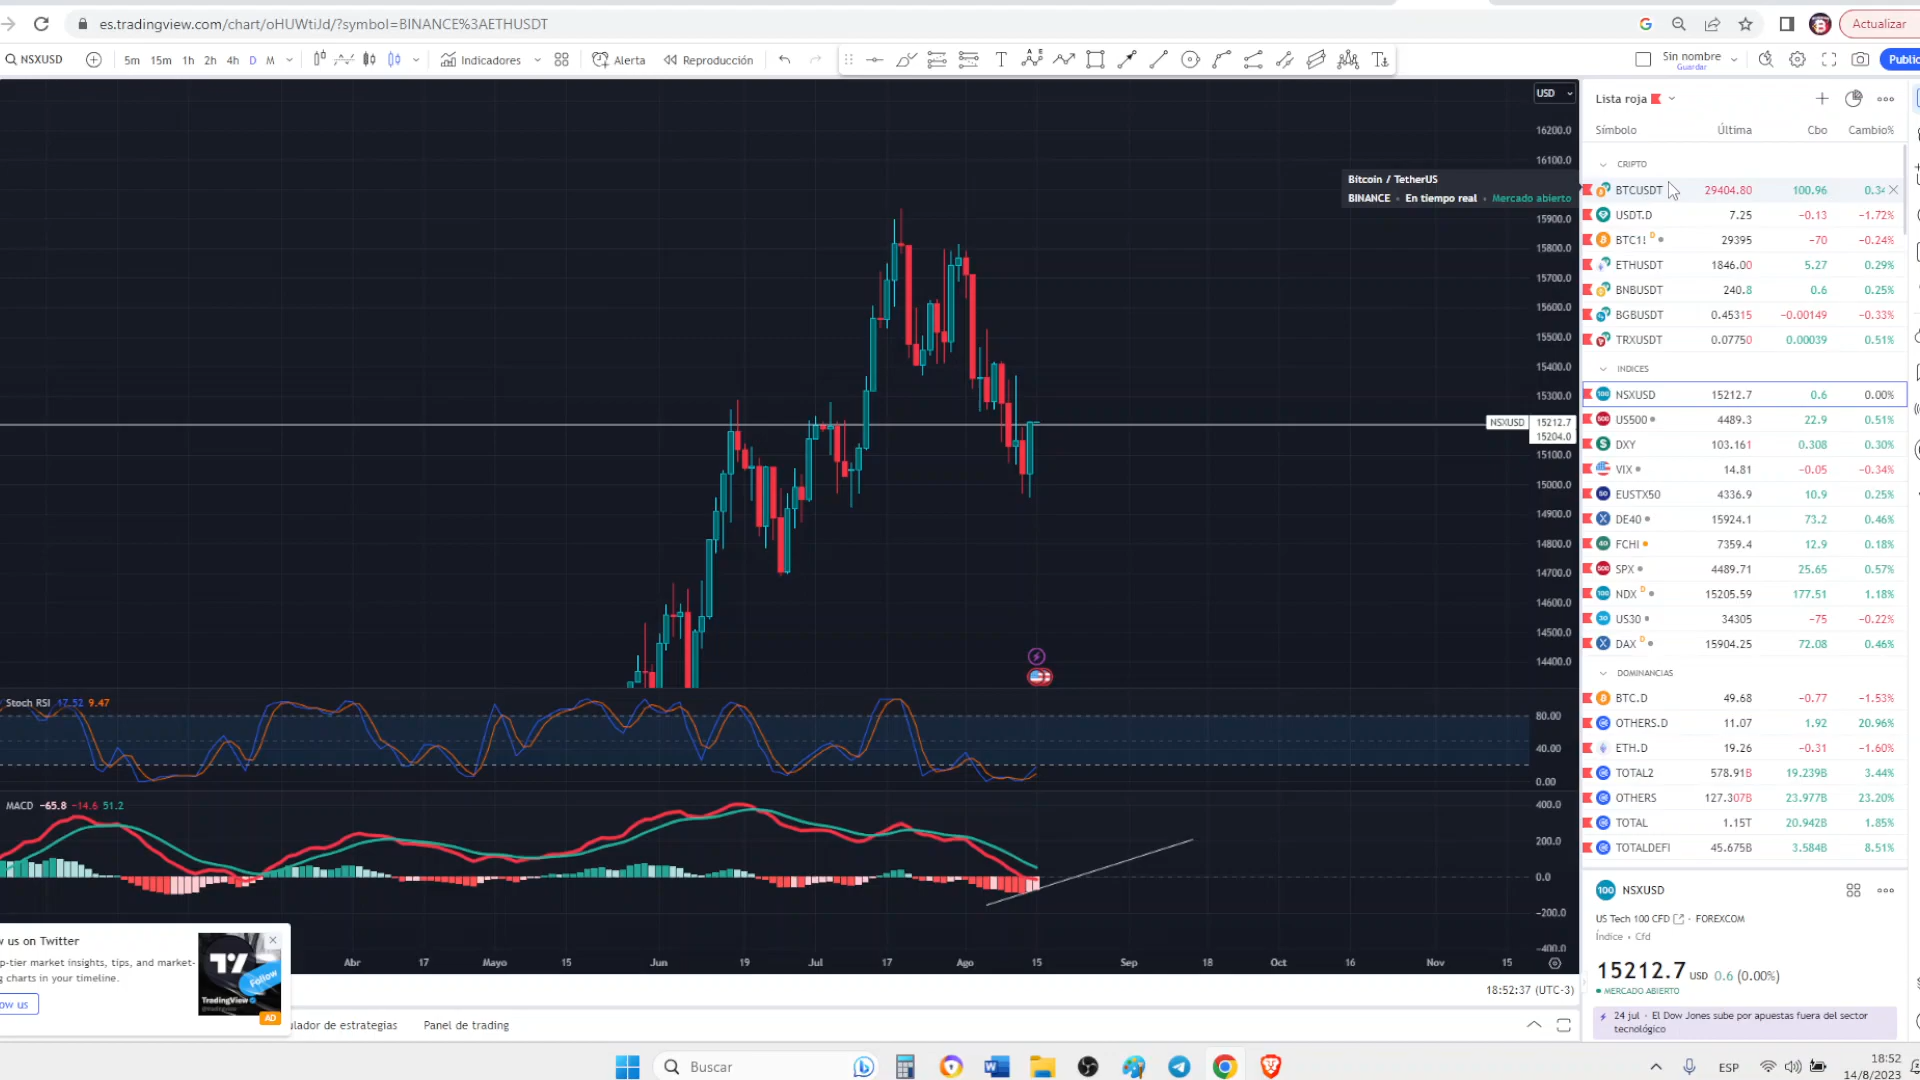 es.tradingview.com/chart/oHUWtiJd/?symbol=BINANCE%3AETHUSDT
Actualizar
NSXUSD 5m 15m 1h 2h 4h D M Indicadores Alerta Reproducción
Sin nombre
Guardar
Public
USD
16200.0
16100.0
15900.0
15800.0
15700.0
15600.0
15500.0
15400.0
15300.0
NSXUSD 15212.7
15204.0
15100.0
15000.0
14900.0
14800.0
14700.0
14600.0
14500.0
14400.0
Bitcoin / TetherUS
BINANCE • En tiempo real • Mercado abierto
Stoch RSI 17.52 9.47
80.00
40.00
0.00
MACD −65.8 −14.6 51.2
400.0
200.0
0.0
−200.0
−400.0
Abr 17 Mayo 15 Jun 19 Jul 17 Ago 15 Sep 18 Oct 16 Nov 15
18:52:37 (UTC-3)
w us on Twitter
p-tier market insights, tips, and market-
g charts in your timeline.
ow us
Follow
TradingView
AD
ulador de estrategias Panel de trading
Lista roja
Símbolo Última Cbo Cambio%
CRIPTO
BTCUSDT 29404.80 100.96 0.34
USDT.D 7.25 −0.13 −1.72%
BTC1! D 29395 −70 −0.24%
ETHUSDT 1846.00 5.27 0.29%
BNBUSDT 240.8 0.6 0.25%
BGBUSDT 0.45315 −0.00149 −0.33%
TRXUSDT 0.07750 0.00039 0.51%
INDICES
NSXUSD 15212.7 0.6 0.00%
US500 4489.3 22.9 0.51%
DXY 103.161 0.308 0.30%
VIX 14.81 −0.05 −0.34%
EUSTX50 4336.9 10.9 0.25%
DE40 15924.1 73.2 0.46%
FCHI 7359.4 12.9 0.18%
SPX 4489.71 25.65 0.57%
NDX D 15205.59 177.51 1.18%
US30 34305 −75 −0.22%
DAX D 15904.25 72.08 0.46%
DOMINANCIAS
BTC.D 49.68 −0.77 −1.53%
OTHERS.D 11.07 1.92 20.96%
ETH.D 19.26 −0.31 −1.60%
TOTAL2 578.91B 19.239B 3.44%
OTHERS 127.307B 23.977B 23.20%
TOTAL 1.15T 20.942B 1.85%
TOTALDEFI 45.675B 3.584B 8.51%
100 NSXUSD
US Tech 100 CFD • FOREXCOM
Índice • Cfd
15212.7 USD 0.6 (0.00%)
MERCADO ABIERTO
24 jul • El Dow Jones sube por apuestas fuera del sector
tecnológico
Buscar
ESP
18:52
14/8/2023